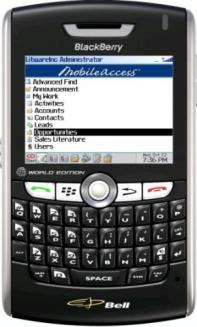 BlackBerry
LitwareInc Administrator
MobileAccess
Advanced Find
Announcement
My Work
Activities
Accounts
Contacts
Leads
Opportunities
Sales Literature
Users
7:36 PM
WORLD EDITION
SPACE
Bell